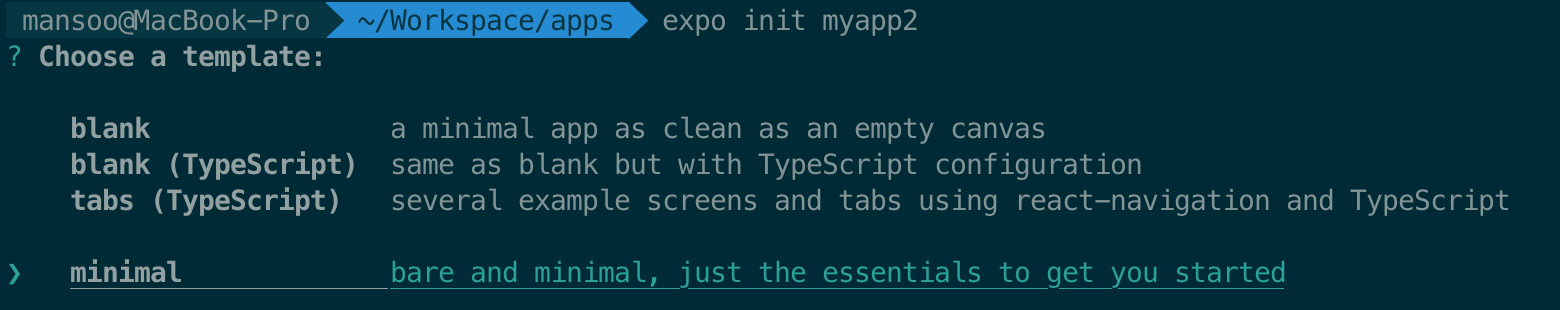 mansoo@MacBook-Pro ~/Workspace/apps expo init myapp2
? Choose a template:
blank a minimal app as clean as an empty canvas
blank (TypeScript) same as blank but with TypeScript configuration
tabs (TypeScript) several example screens and tabs using react-navigation and TypeScript
❯ minimal bare and minimal, just the essentials to get you started